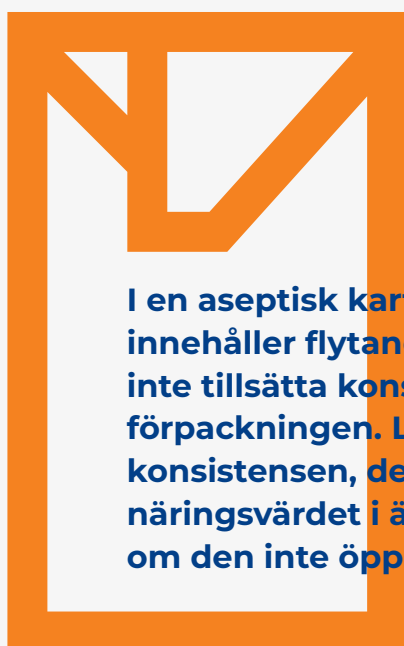 I en aseptisk kar
innehåller flytan
inte tillsätta kons
förpackningen. L
konsistensen, de
näringsvärdet i ä
om den inte öpp